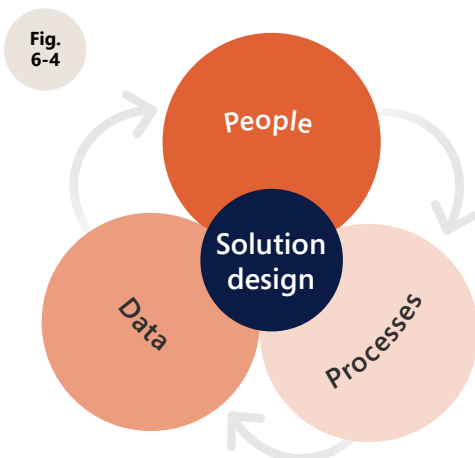 Fig.
6-4
People
Solution
design
Data
Processes